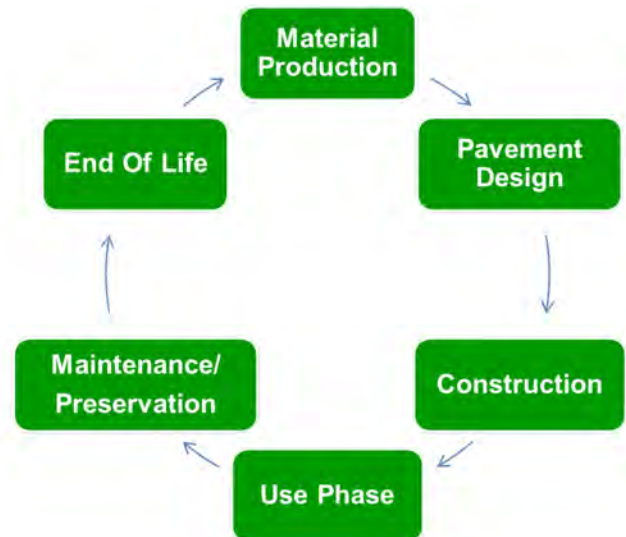 Material
Production
Pavement
Design
Construction
Use Phase
Maintenance/
Preservation
End Of Life